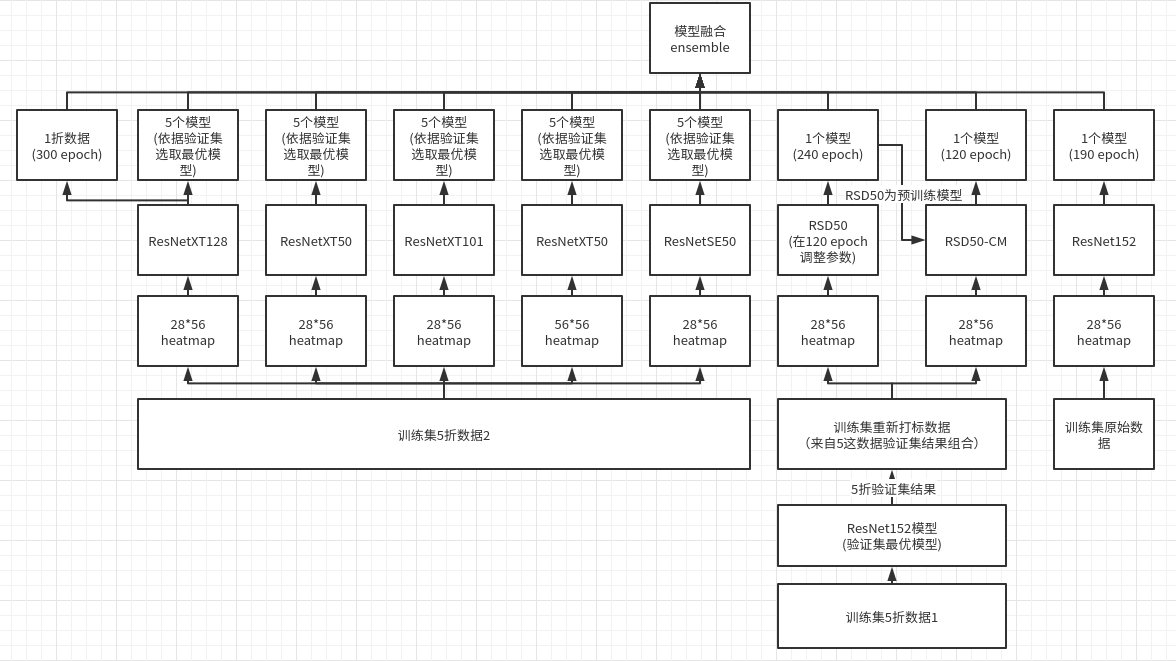 模型融合
ensemble
1折数据
(300 epoch)
5个模型
(依据验证集
选取最优模
型)
5个模型
(依据验证集
选取最优模
型)
5个模型
(依据验证集
选取最优模
型)
5个模型
(依据验证集
选取最优模
型)
5个模型
(依据验证集
选取最优模
型)
1个模型
(240 epoch)
1个模型
(120 epoch)
1个模型
(190 epoch)
RSD50为预训练模型
ResNetXT128
ResNetXT50
ResNetXT101
ResNetXT50
ResNetSE50
RSD50
(在120 epoch
调整参数)
RSD50-CM
ResNet152
28*56
heatmap
28*56
heatmap
28*56
heatmap
56*56
heatmap
28*56
heatmap
28*56
heatmap
28*56
heatmap
28*56
heatmap
训练集5折数据2
训练集重新打标数据
（来自5这数据验证集结果组合）
训练集原始数
据
5折验证集结果
ResNet152模型
(验证集最优模型)
训练集5折数据1